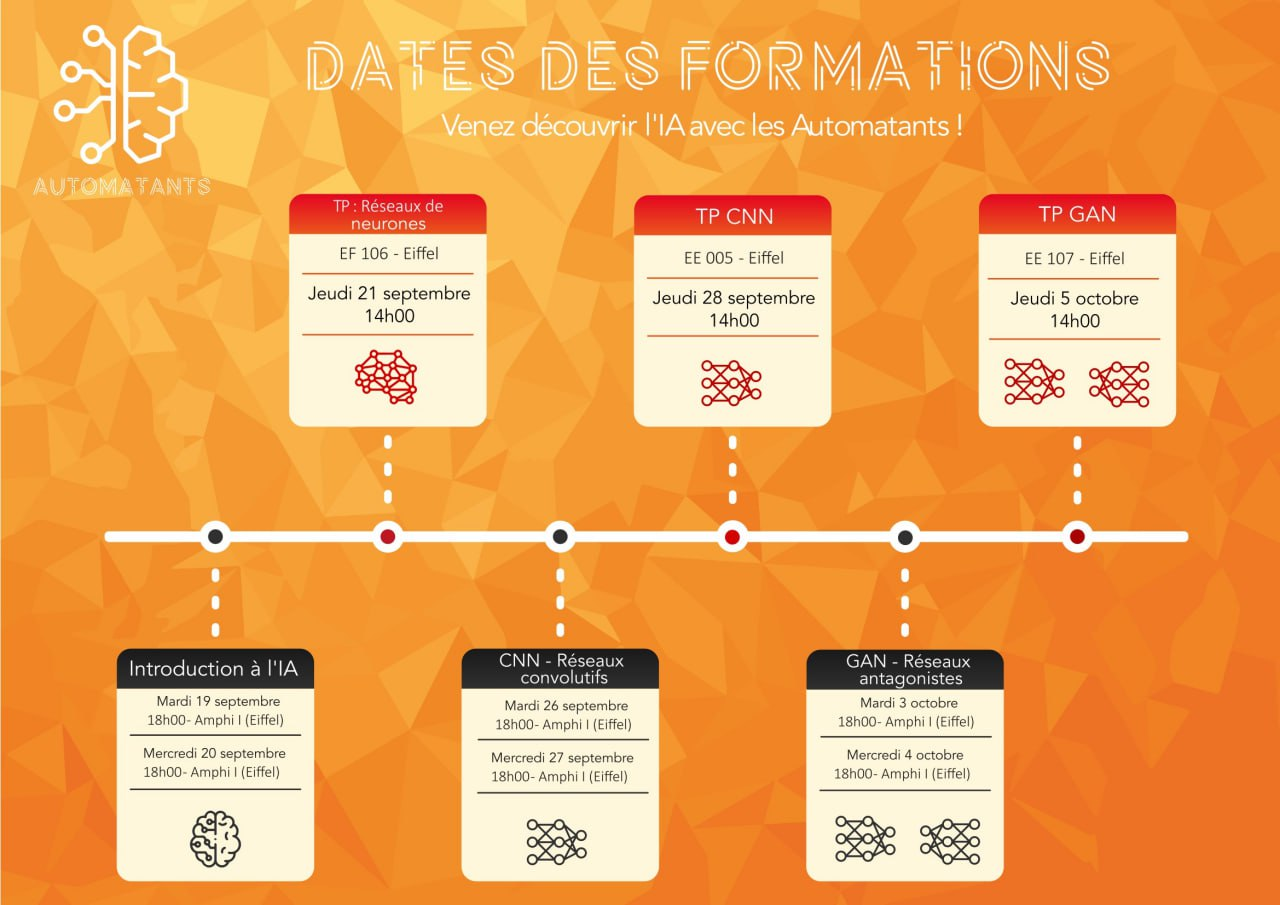 DATES DES FORMATIONS
Venez découvrir l'IA avec les Automatants !
AUTOMATANTS
TP : Réseaux de
neurones
EF 106 - Eiffel
Jeudi 21 septembre
14h00
TP CNN
EE 005 - Eiffel
Jeudi 28 septembre
14h00
TP GAN
EE 107 - Eiffel
Jeudi 5 octobre
14h00
Introduction à l'IA
Mardi 19 septembre
18h00- Amphi I (Eiffel)
Mercredi 20 septembre
18h00- Amphi I (Eiffel)
CNN - Réseaux
convolutifs
Mardi 26 septembre
18h00- Amphi I (Eiffel)
Mercredi 27 septembre
18h00- Amphi I (Eiffel)
GAN - Réseaux
antagonistes
Mardi 3 octobre
18h00- Amphi I (Eiffel)
Mercredi 4 octobre
18h00- Amphi I (Eiffel)